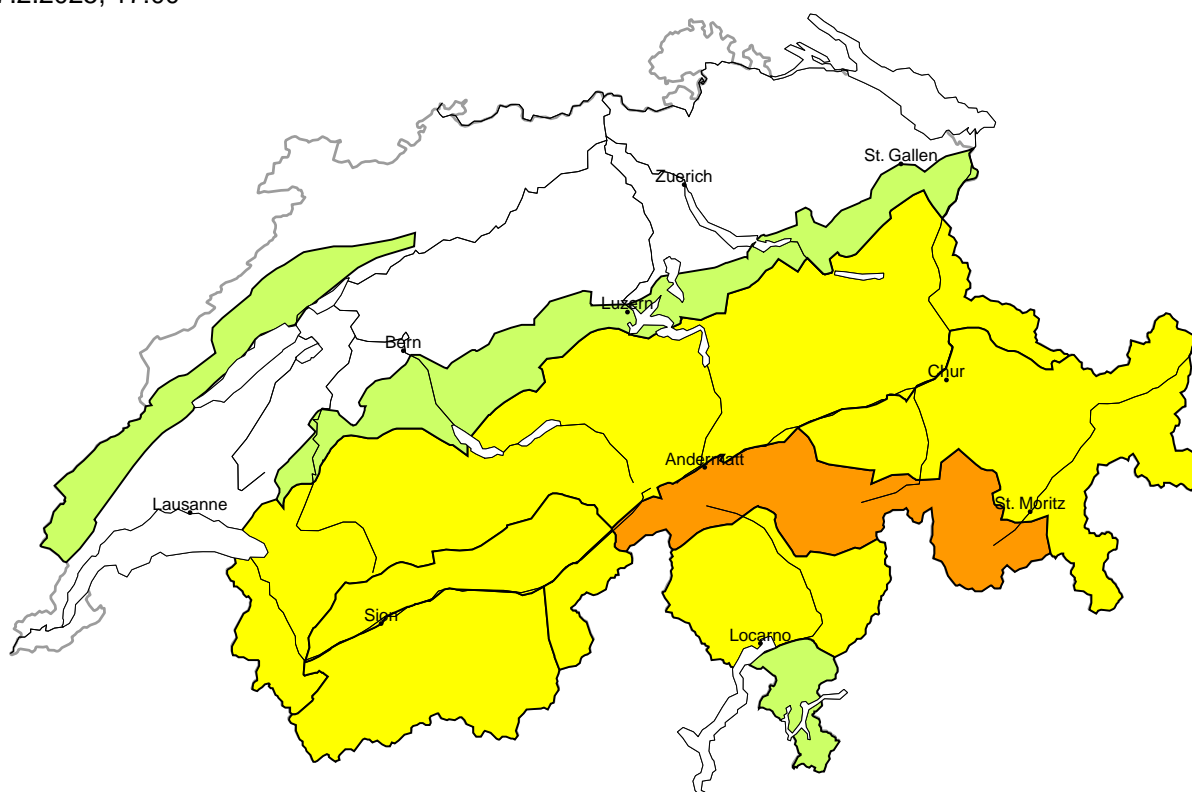 St. Gallen
Zuerich
Luzern
Bern
Chur
Andermatt
Lausanne
St. Moritz
Sion
Locarno